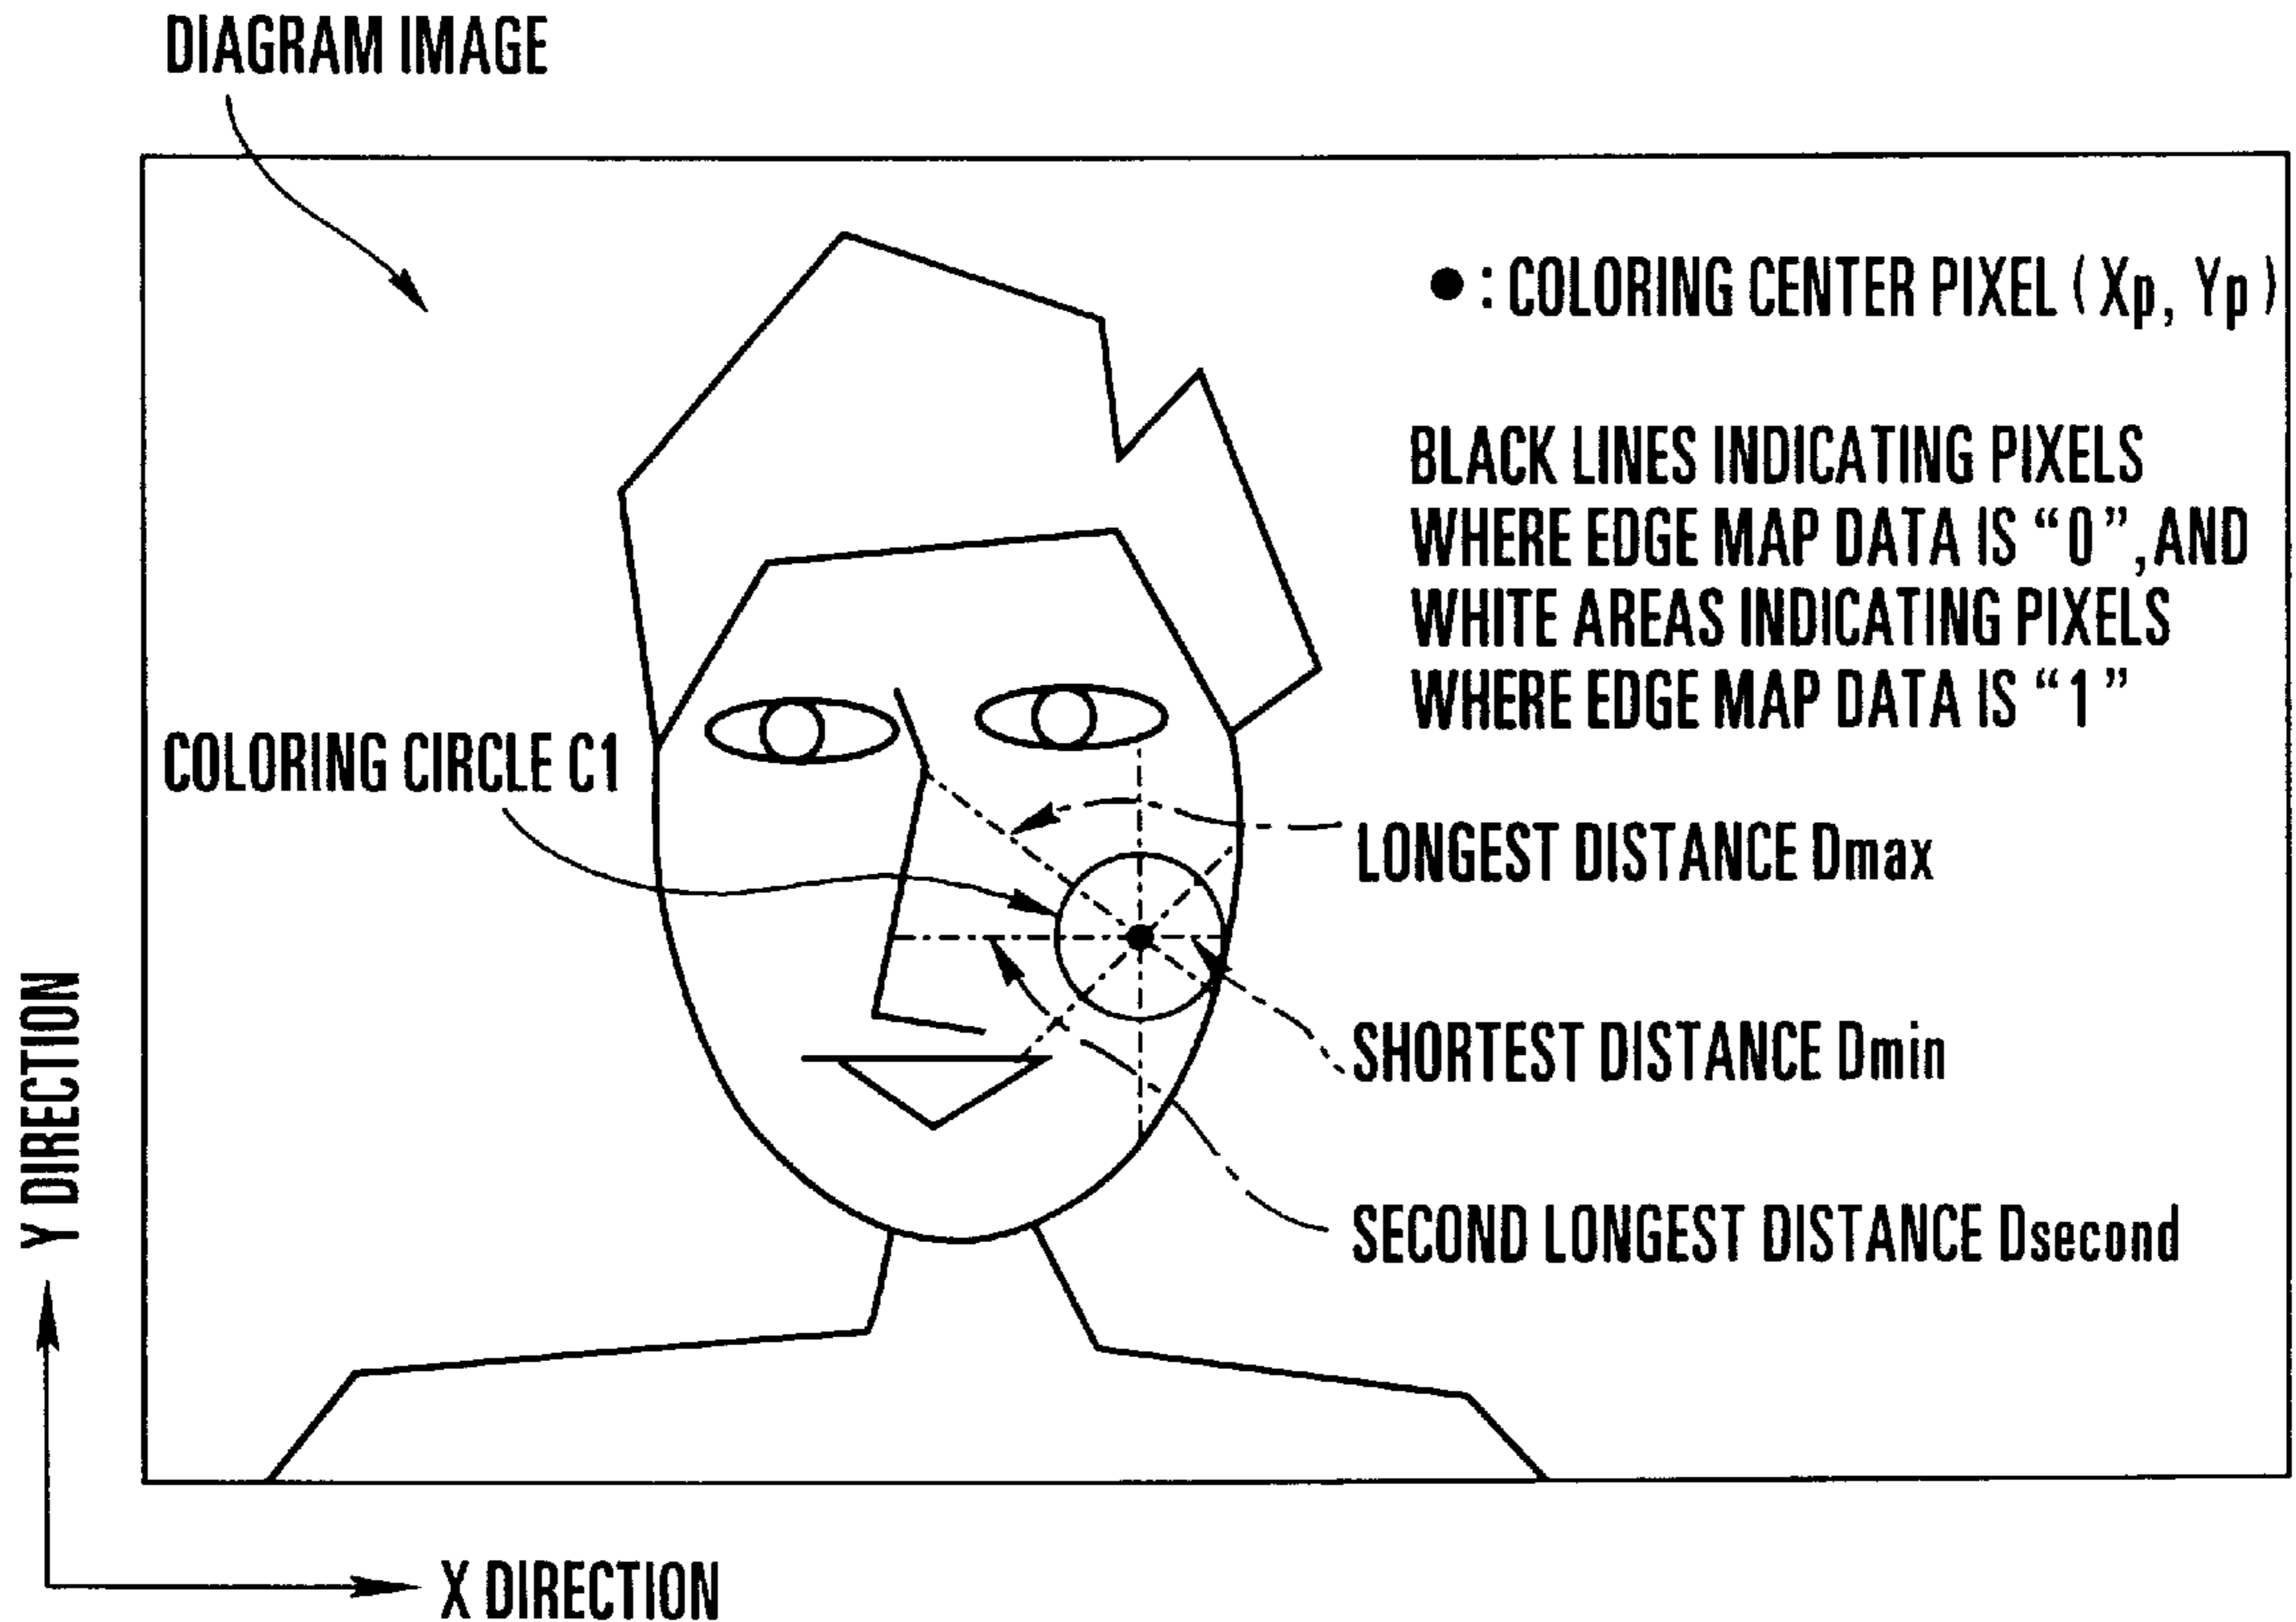 DIAGRAM IMAGE
● : COLORING CENTER PIXEL ( Xp, Yp )
BLACK LINES INDICATING PIXELS
WHERE EDGE MAP DATA IS “0”, AND
WHITE AREAS INDICATING PIXELS
WHERE EDGE MAP DATA IS “1”
COLORING CIRCLE C1
LONGEST DISTANCE Dmax
SHORTEST DISTANCE Dmin
SECOND LONGEST DISTANCE Dsecond
Y DIRECTION
X DIRECTION